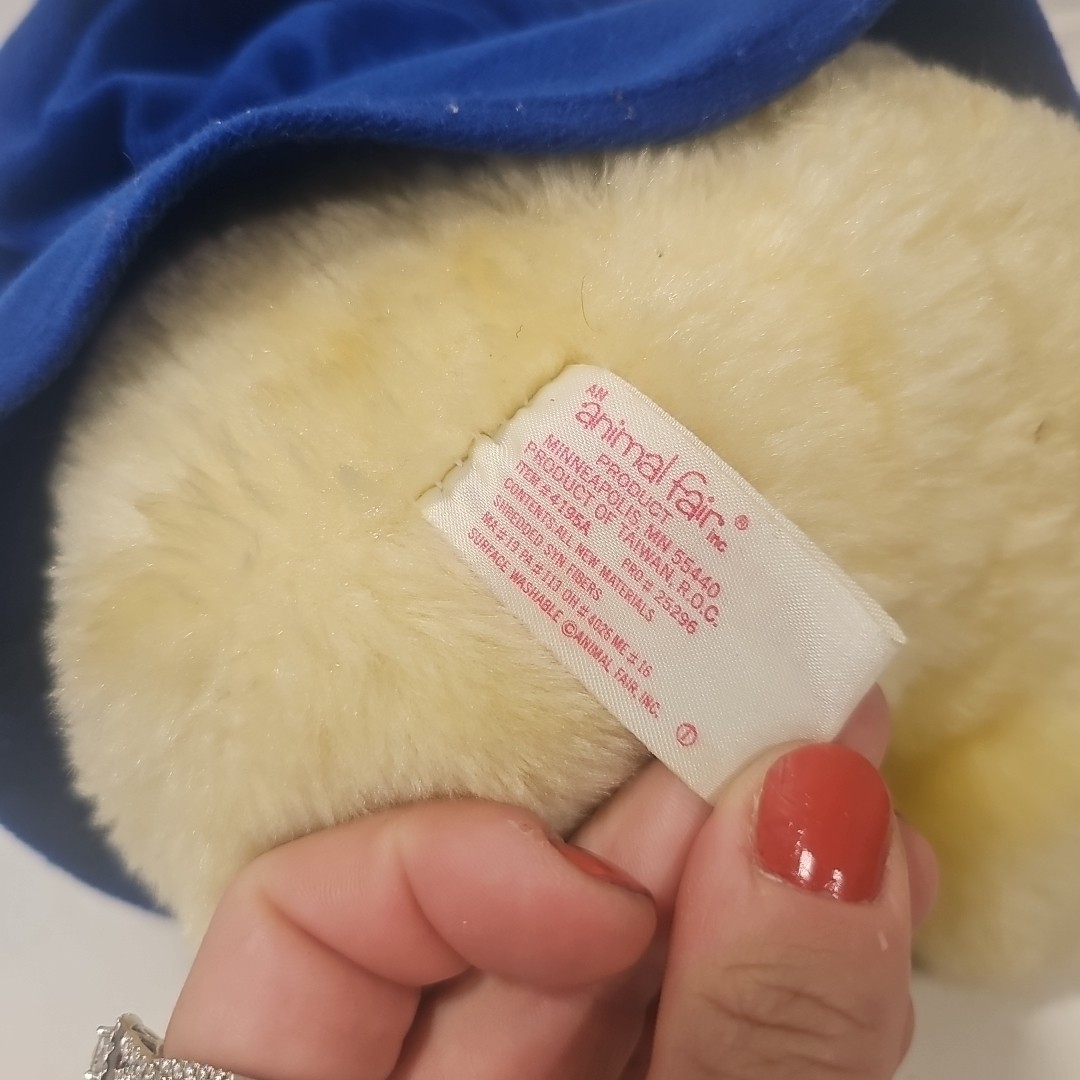 AN
animal fair® INC.
PRODUCT
MINNEAPOLIS, MN 55440
PRODUCT OF TAIWAN, R.O.C.
ITEM # 4195A PRO.# 25296
CONTENTS: ALL NEW MATERIALS
SHREDDED SYN FIBERS
MA # 19 PA # 113 OH # 4026 ME # 16
SURFACE WASHABLE ©ANIMAL FAIR, INC.